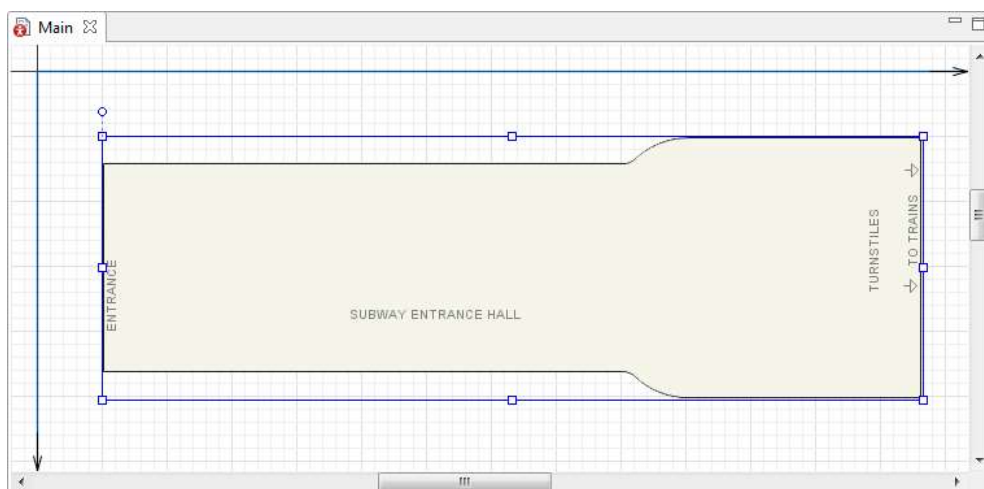 Main
ENTRANCE
SUBWAY ENTRANCE HALL
TURNSTILES
TO TRAINS